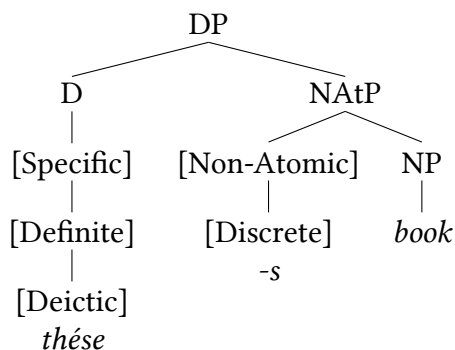 DP
D NAtP
[Specific] [Non-Atomic] NP
[Definite] [Discrete] book
-s
[Deictic]
thése